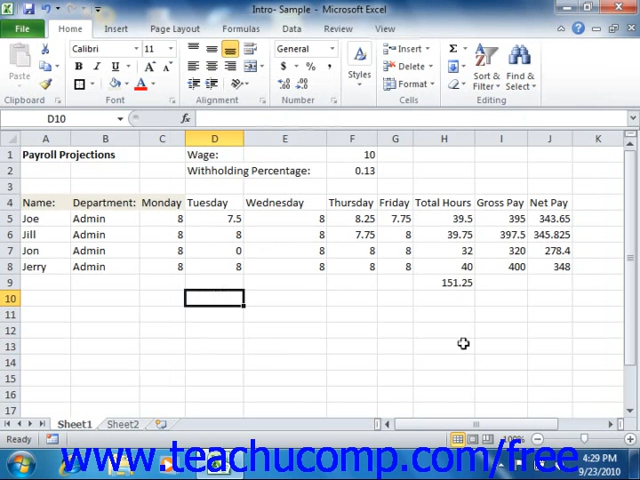 Intro- Sample - Microsoft Excel
File Home Insert Page Layout Formulas Data Review View
Calibri 11 General Insert Σ
Paste B I U A A $ % , Styles Delete Sort & Filter Find & Select
A .00 .0 Format
Clipboard Font Alignment Number Cells Editing
D10 fx
A B C D E F G H I J K
1 Payroll Projections Wage: 10
2 Withholding Percentage: 0.13
3
4 Name: Department: Monday Tuesday Wednesday Thursday Friday Total Hours Gross Pay Net Pay
5 Joe Admin 8 7.5 8 8.25 7.75 39.5 395 343.65
6 Jill Admin 8 8 8 7.75 8 39.75 397.5 345.825
7 Jon Admin 8 0 8 8 8 32 320 278.4
8 Jerry Admin 8 8 8 8 8 40 400 348
9 151.25
10
11
12
13
14
15
16
17
Sheet1 Sheet2
Ready 100%
www.teachucomp.com/free
4:29 PM
9/23/2010